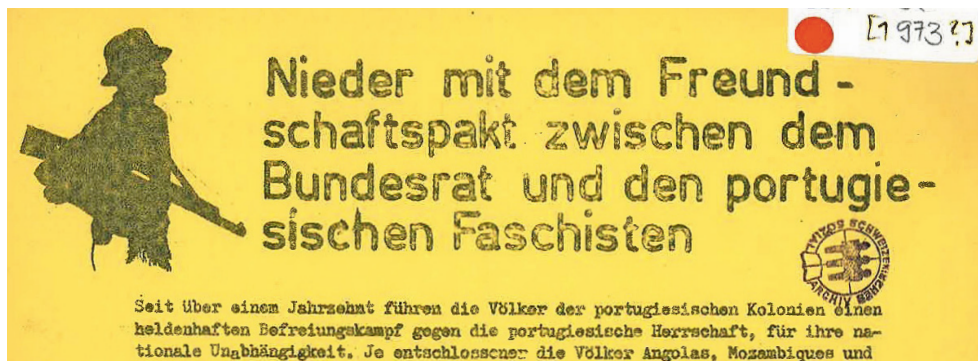 [1973?]
Nieder mit dem Freund-
schaftspakt zwischen dem
Bundesrat und den portugie-
sischen Faschisten
SCHWEIZERISCHES SOZIALARCHIV
Seit über einem Jahrzehnt führen die Völker der portugiesischen Kolonien einen
heldenhaften Befreiungskampf gegen die portugiesische Herrschaft, für ihre na-
tionale Unabhängigkeit. Je entschlossener die Völker Angolas, Mozambiques und